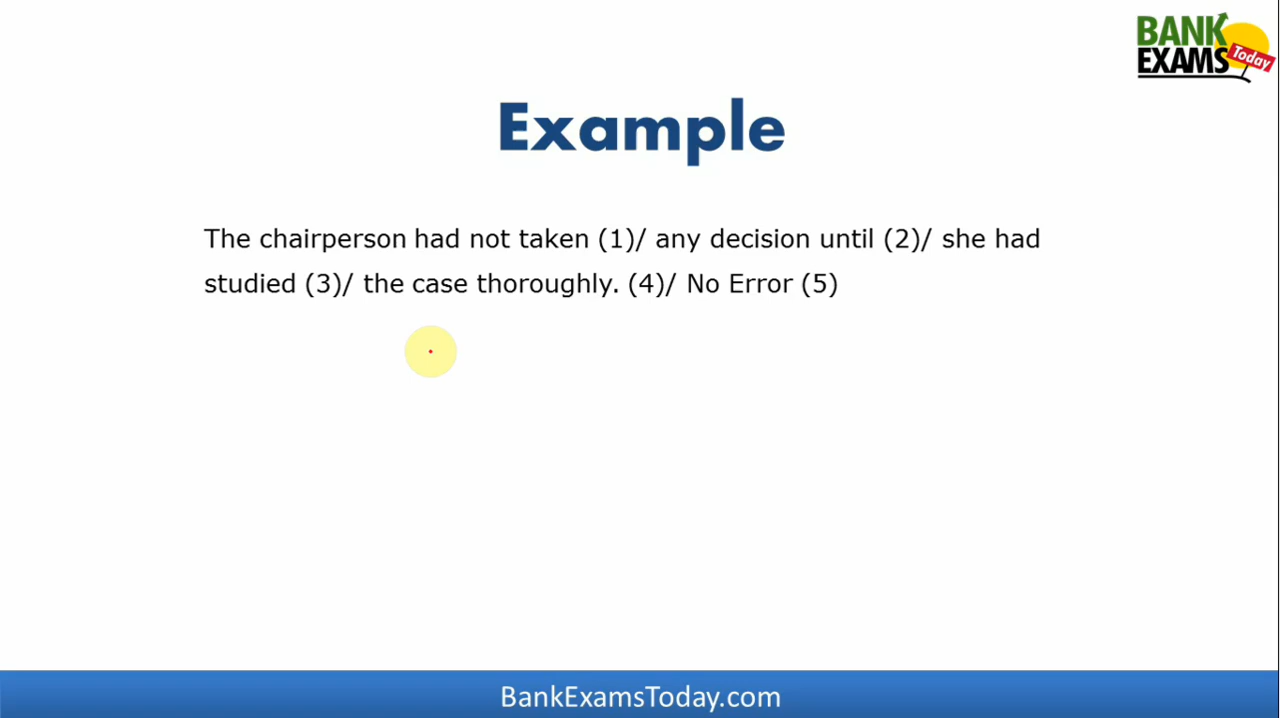 BANK
EXAMS Today
Example
The chairperson had not taken (1)/ any decision until (2)/ she had
studied (3)/ the case thoroughly. (4)/ No Error (5)
BankExamsToday.com